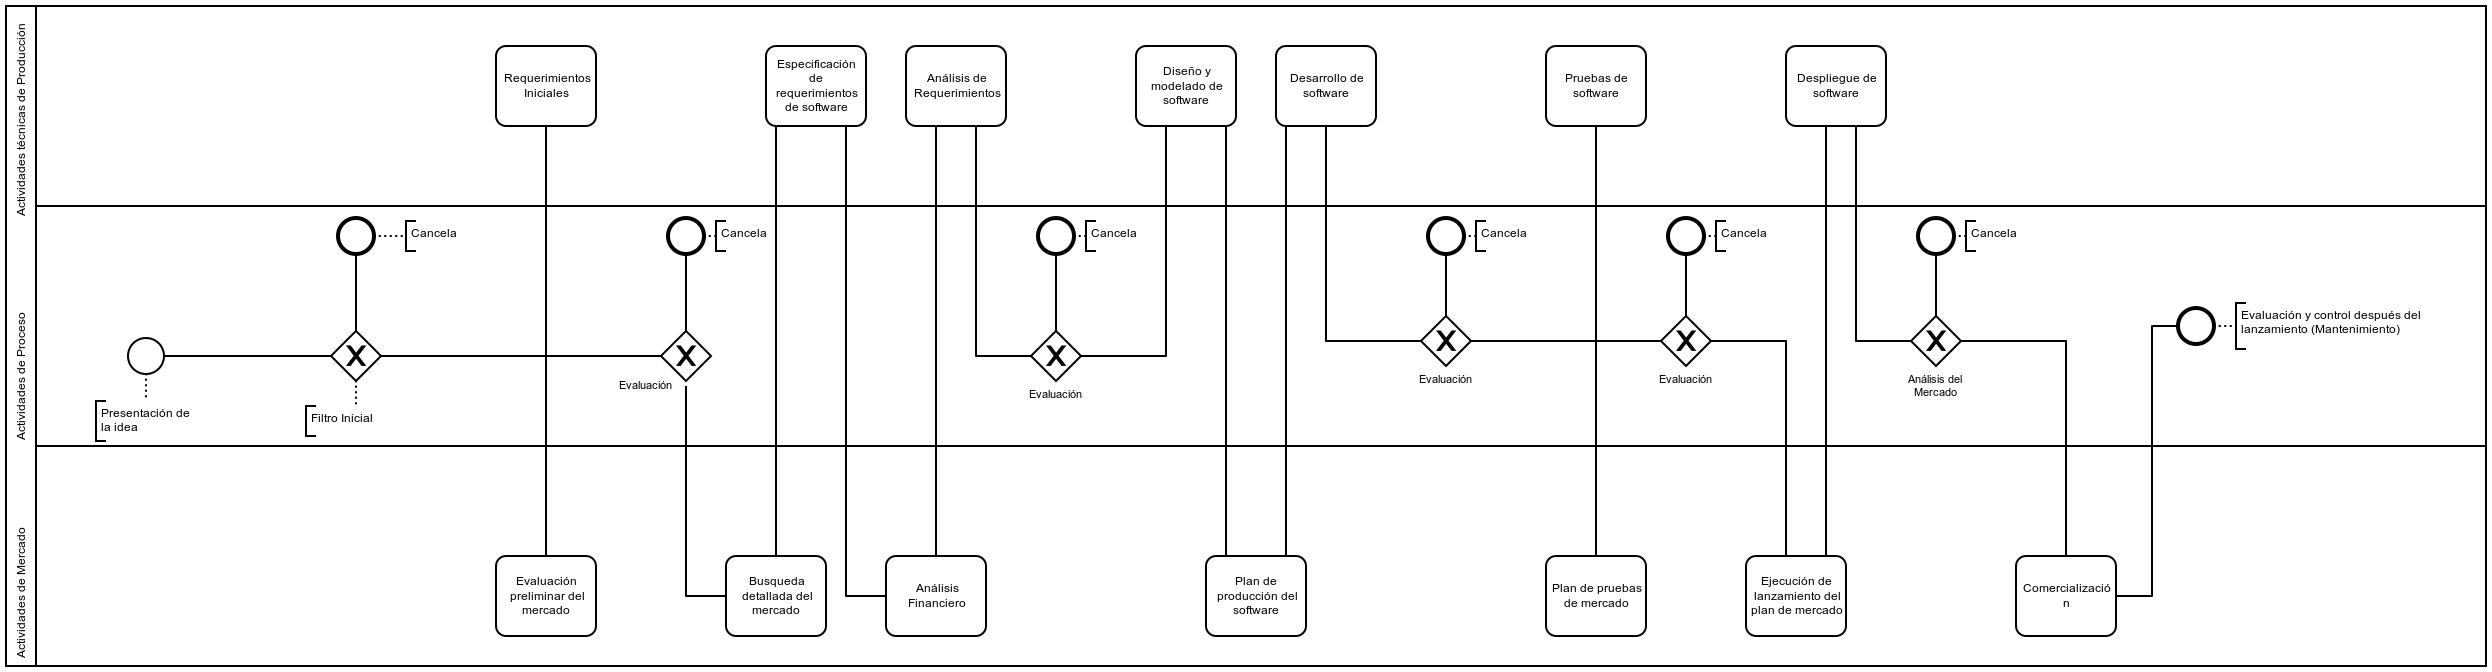 Actividades técnicas de Producción
Requerimientos
Iniciales
Especificación
de
requerimientos
de software
Análisis de
Requerimientos
Diseño y
modelado de
software
Desarrollo de
software
Pruebas de
software
Despliegue de
software
Actividades de Proceso
Cancela
Cancela
Cancela
Cancela
Cancela
Cancela
Presentación de
la idea
Filtro Inicial
Evaluación
Evaluación
Evaluación
Evaluación
Análisis del
Mercado
Evaluación y control después del
lanzamiento (Mantenimiento)
Actividades de Mercado
Evaluación
preliminar del
mercado
Busqueda
detallada del
mercado
Análisis
Financiero
Plan de
producción del
software
Plan de pruebas
de mercado
Ejecución de
lanzamiento del
plan de mercado
Comercializació
n